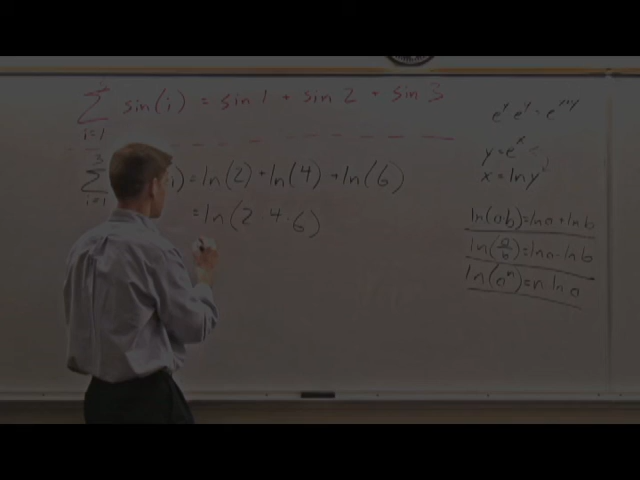 3
∑ sin(i) = sin 1 + sin 2 + sin 3
i=1
3
∑ i) = ln(2) + ln(4) + ln(6)
i=1
= ln(2 4·6)
y = eˣ
x = ln y
ln(ab) = ln a + ln b
ln(a/b) = ln a - ln b
ln(aⁿ) = n ln a